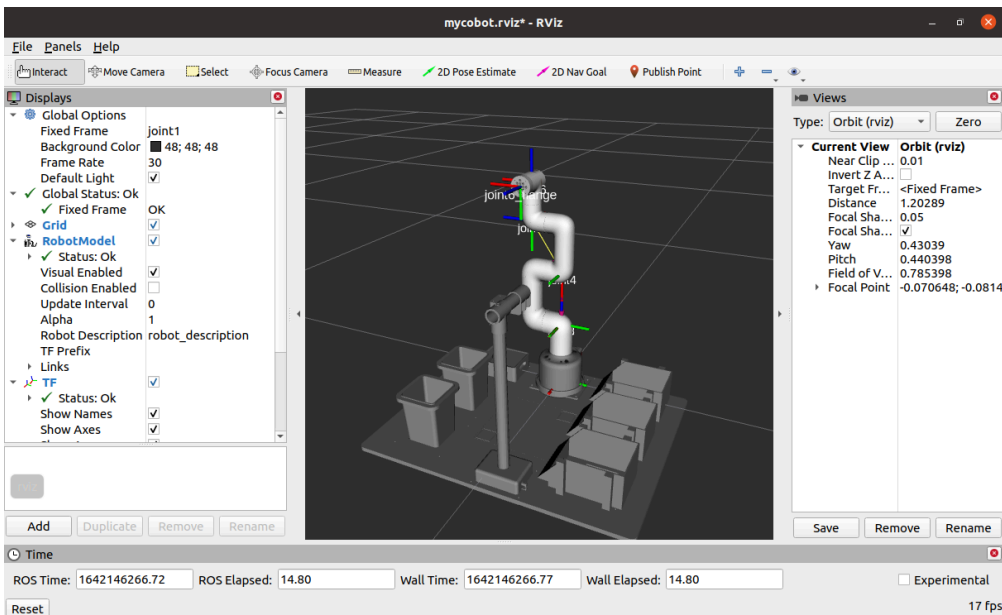 mycobot.rviz* - RViz
File Panels Help
Interact Move Camera Select Focus Camera Measure 2D Pose Estimate 2D Nav Goal Publish Point
Displays
Global Options
Fixed Frame joint1
Background Color 48; 48; 48
Frame Rate 30
Default Light
Global Status: Ok
Fixed Frame OK
Grid
RobotModel
Status: Ok
Visual Enabled
Collision Enabled
Update Interval 0
Alpha 1
Robot Description robot_description
TF Prefix
Links
TF
Status: Ok
Show Names
Show Axes
rviz
Add Duplicate Remove Rename
joint4
Views
Type: Orbit (rviz) Zero
Current View Orbit (rviz)
Near Clip ... 0.01
Invert Z A...
Target Fr... <Fixed Frame>
Distance 1.20289
Focal Sha... 0.05
Focal Sha...
Yaw 0.43039
Pitch 0.440398
Field of V... 0.785398
Focal Point -0.070648; -0.0814
Save Remove Rename
Time
ROS Time: 1642146266.72 ROS Elapsed: 14.80 Wall Time: 1642146266.77 Wall Elapsed: 14.80 Experimental
Reset 17 fps